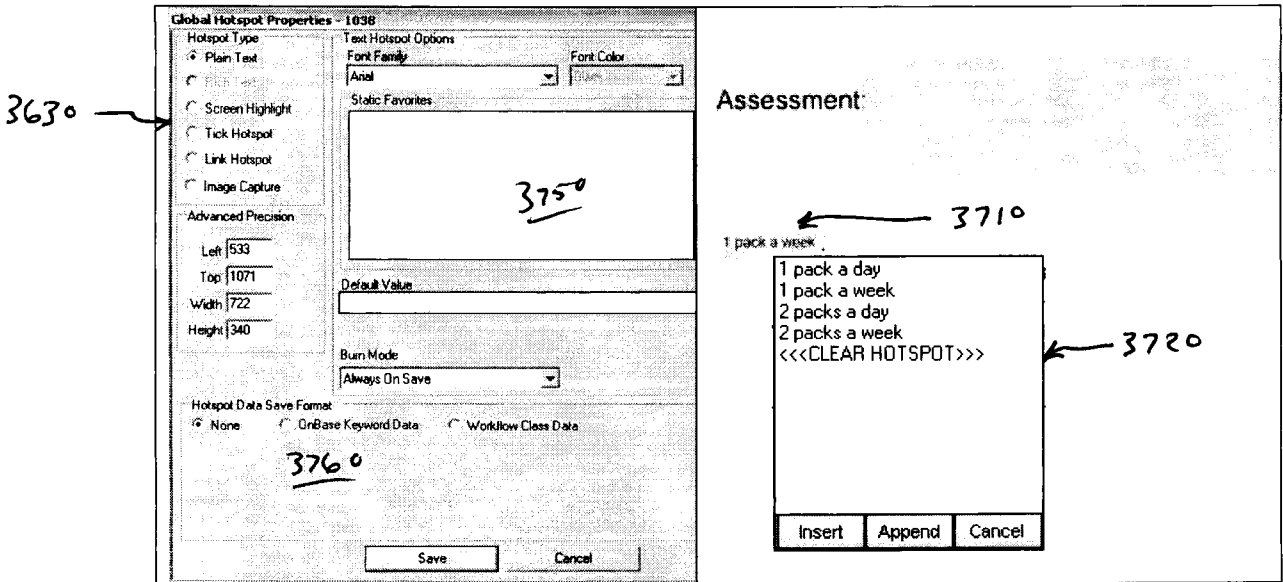 Global Hotspot Properties - 1038
Hotspot Type
Plain Text
Screen Highlight
Tick Hotspot
Link Hotspot
Image Capture
3630
Text Hotspot Options
Font Family
Font Color
Arial
Static Favorites
3750
Advanced Precision
Left 533
Top 1071
Width 722
Height 340
Default Value
Burn Mode
Always On Save
Hotspot Data Save Format
None
OnBase Keyword Data
Workflow Class Data
3760
Save
Cancel
Assessment:
3710
1 pack a week
1 pack a day
1 pack a week
2 packs a day
2 packs a week
<<<CLEAR HOTSPOT>>>
3720
Insert
Append
Cancel